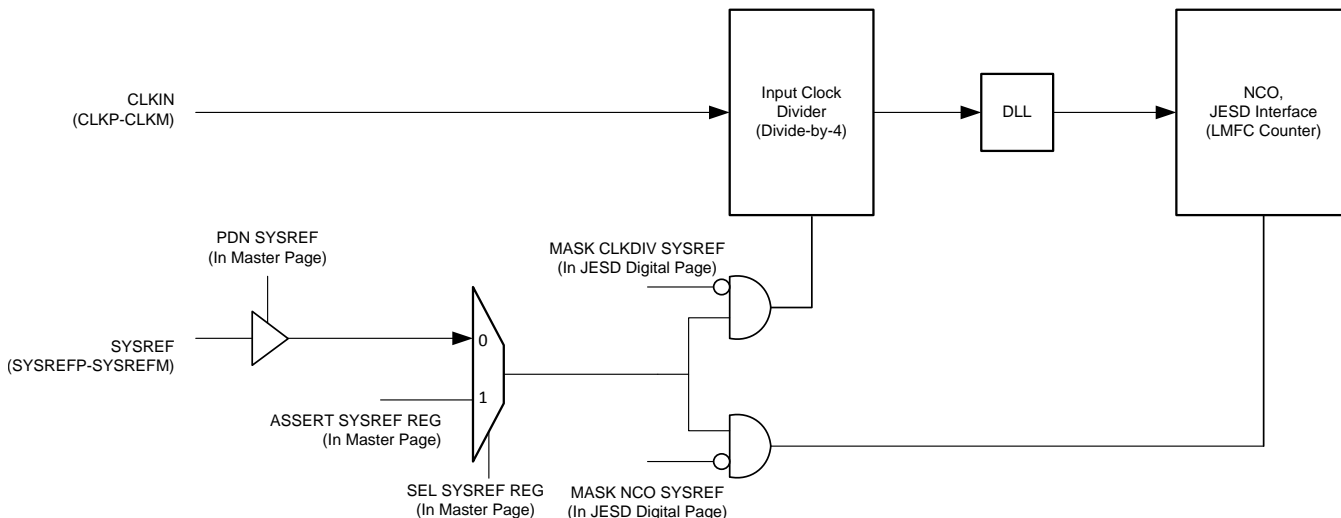 CLKIN
(CLKP-CLKM)
Input Clock
Divider
(Divide-by-4)
DLL
NCO,
JESD Interface
(LMFC Counter)
PDN SYSREF
(In Master Page)
MASK CLKDIV SYSREF
(In JESD Digital Page)
SYSREF
(SYSREFP-SYSREFM)
0
1
ASSERT SYSREF REG
(In Master Page)
SEL SYSREF REG
(In Master Page)
MASK NCO SYSREF
(In JESD Digital Page)